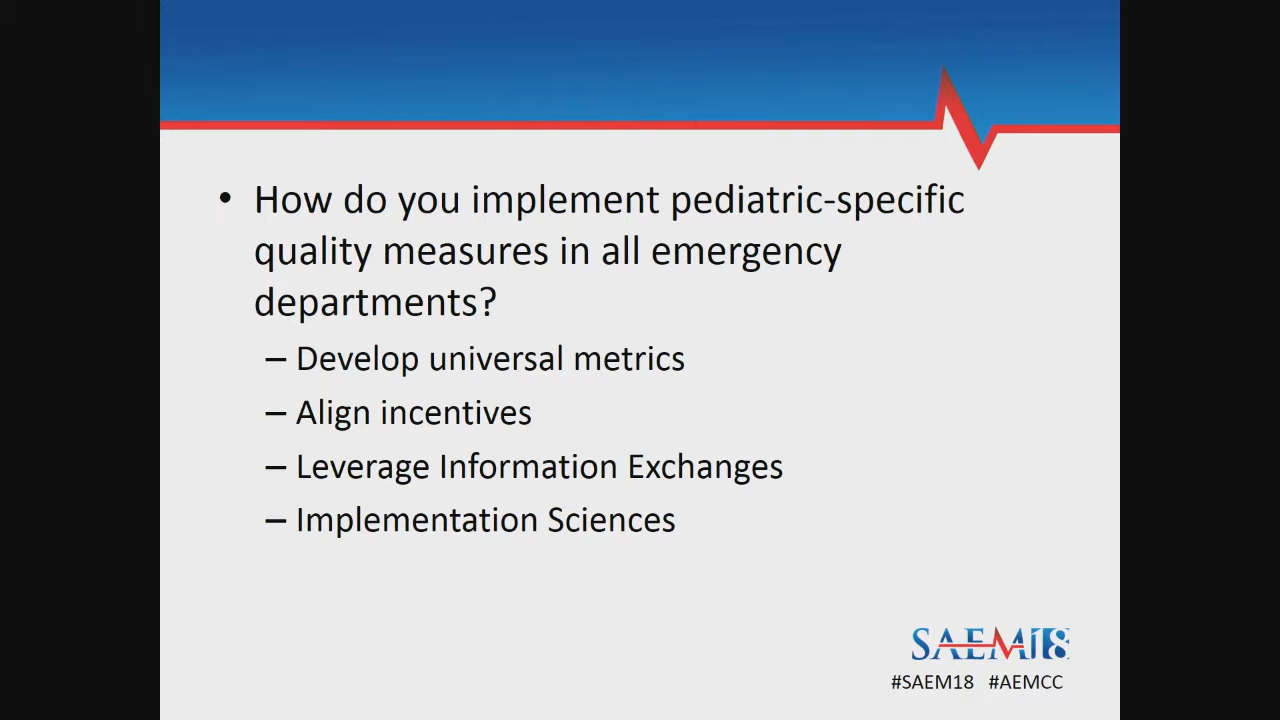 • How do you implement pediatric-specific
quality measures in all emergency
departments?
– Develop universal metrics
– Align incentives
– Leverage Information Exchanges
– Implementation Sciences
SAEM18
#SAEM18 #AEMCC